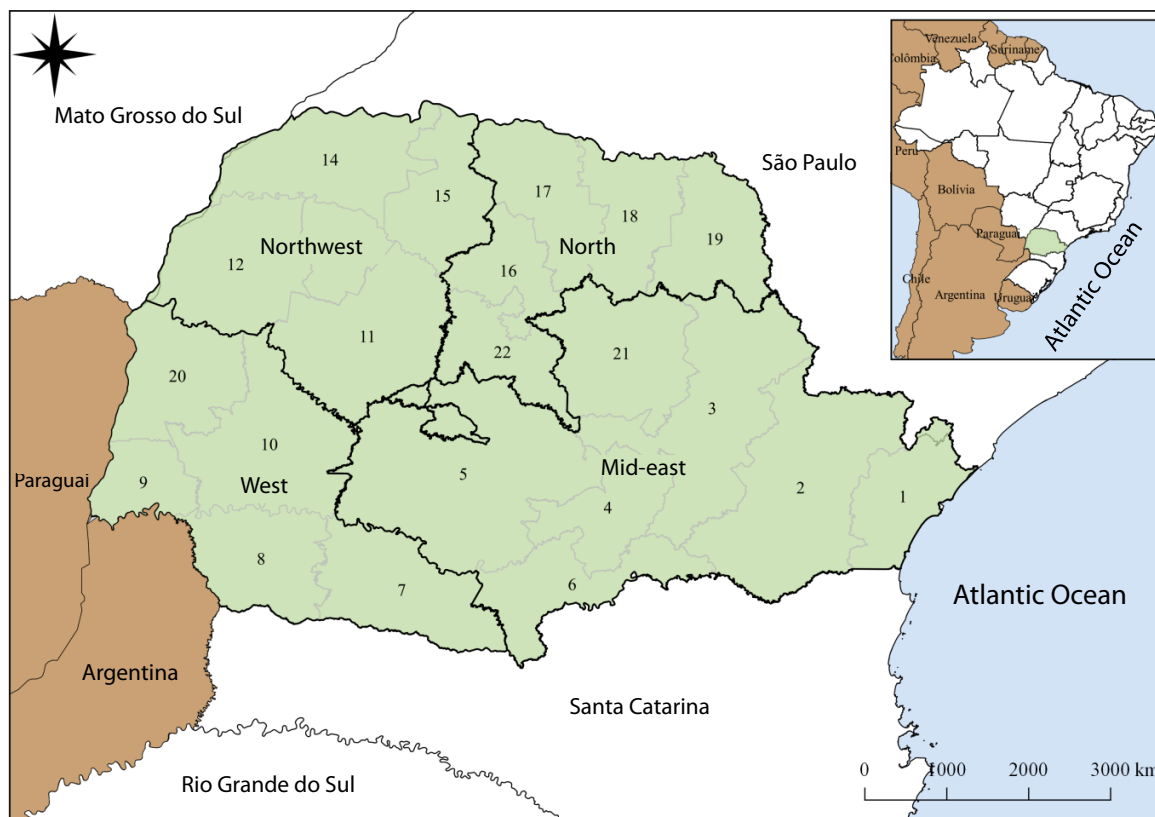 Mato Grosso do Sul
São Paulo
14
15
17
18
19
Northwest
North
12
16
11
22
21
20
3
10
West
9
5
Mid-east
4
2
1
8
7
6
Paraguai
Argentina
Atlantic Ocean
Santa Catarina
Rio Grande do Sul
0 1000 2000 3000 km
Venezuela
Suriname
Colômbia
Peru
Bolívia
Paraguai
Chile
Argentina
Uruguai
Atlantic Ocean